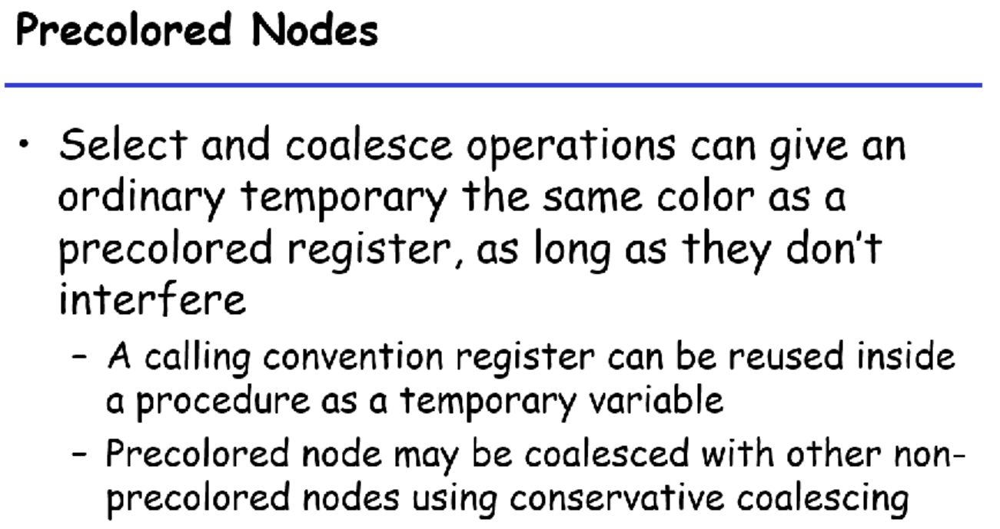 Precolored Nodes
• Select and coalesce operations can give an
ordinary temporary the same color as a
precolored register, as long as they don't
interfere
– A calling convention register can be reused inside
a procedure as a temporary variable
– Precolored node may be coalesced with other non-
precolored nodes using conservative coalescing